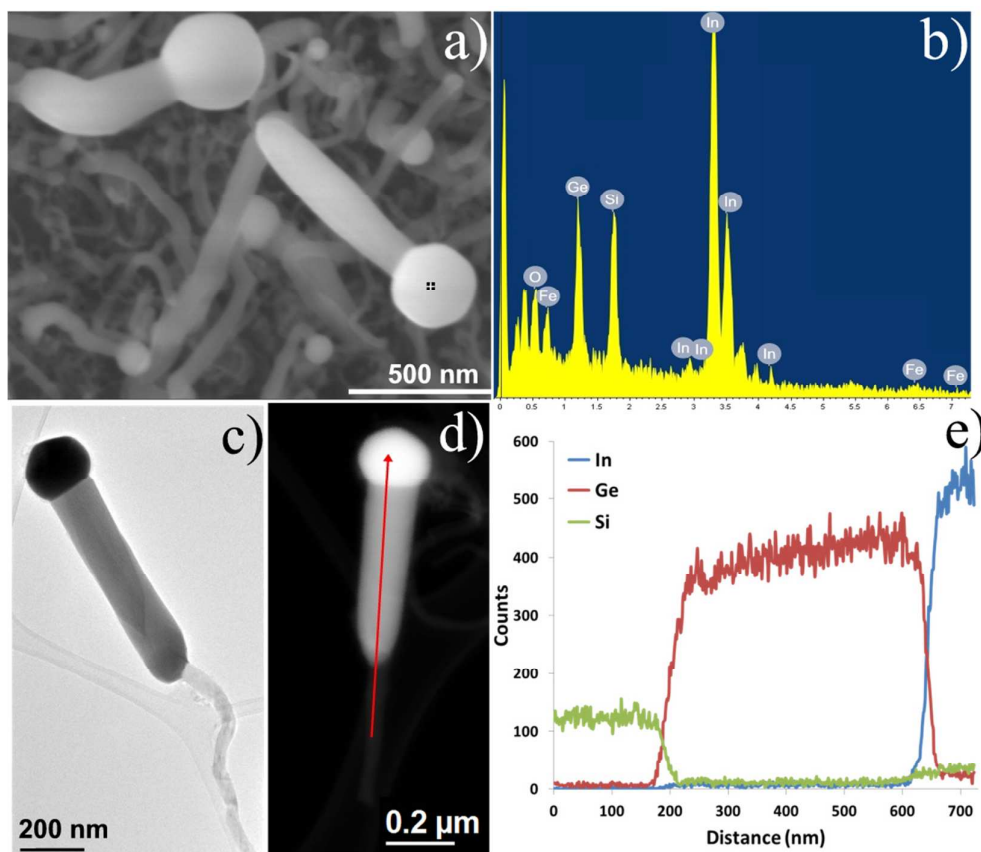 a)
500 nm
b)
In
Ge
Si
In
O
Fe
In
In
In
Fe
Fe
0 0.5 1 1.5 2 2.5 3 3.5 4 4.5 5 5.5 6 6.5 7
c)
200 nm
d)
0.2 µm
e)
In
Ge
Si
Counts
600
500
400
300
200
100
0
0 100 200 300 400 500 600 700
Distance (nm)